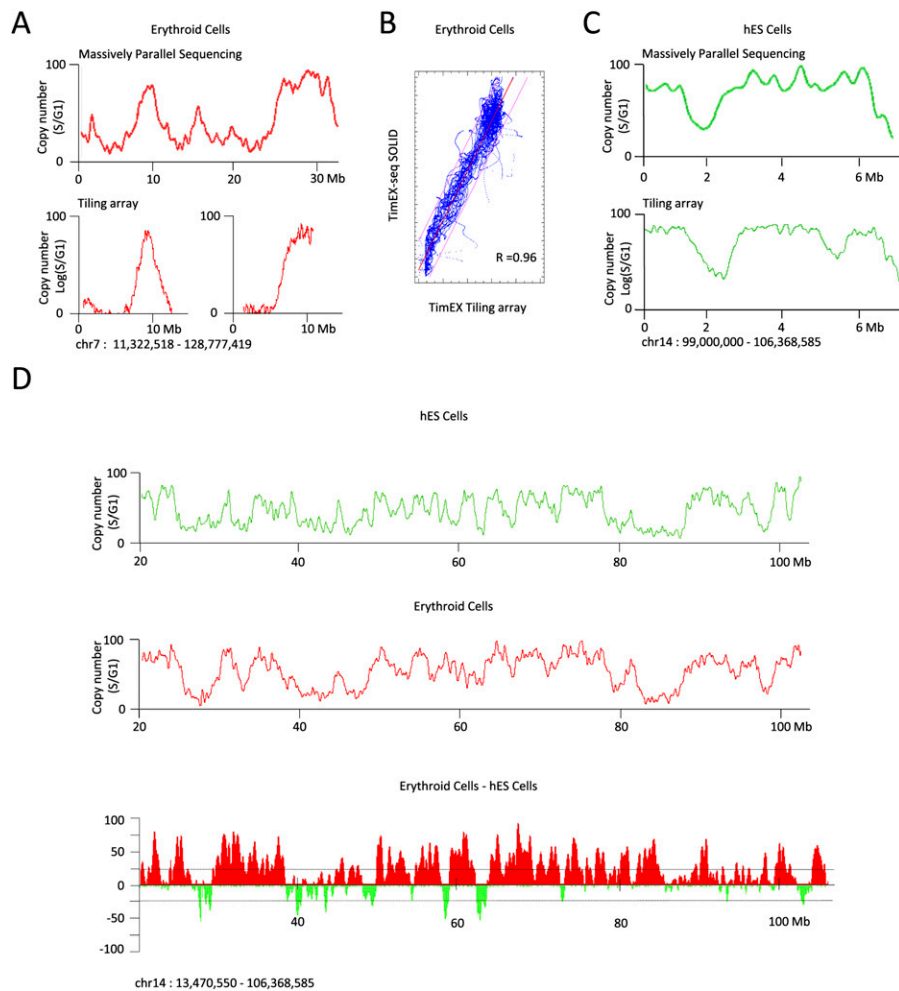 A
Erythroid Cells
Massively Parallel Sequencing
Copy number
(S/G1)
100
0
0
10
20
30 Mb
Tiling array
Copy number
Log(S/G1)
100
0
0
10 Mb
100
0
0
10 Mb
chr7 : 11,322,518 - 128,777,419
B
Erythroid Cells
TimEX-seq SOLID
R =0.96
TimEX Tiling array
C
hES Cells
Massively Parallel Sequencing
Copy number
(S/G1)
100
0
0
2
4
6 Mb
Tiling array
Copy number
Log(S/G1)
100
0
0
2
4
6 Mb
chr14 : 99,000,000 - 106,368,585
D
hES Cells
Copy number
(S/G1)
100
0
20
40
60
80
100 Mb
Erythroid Cells
Copy number
(S/G1)
100
0
20
40
60
80
100 Mb
Erythroid Cells - hES Cells
50
0
-50
-100
40
60
80
100 Mb
chr14 : 13,470,550 - 106,368,585